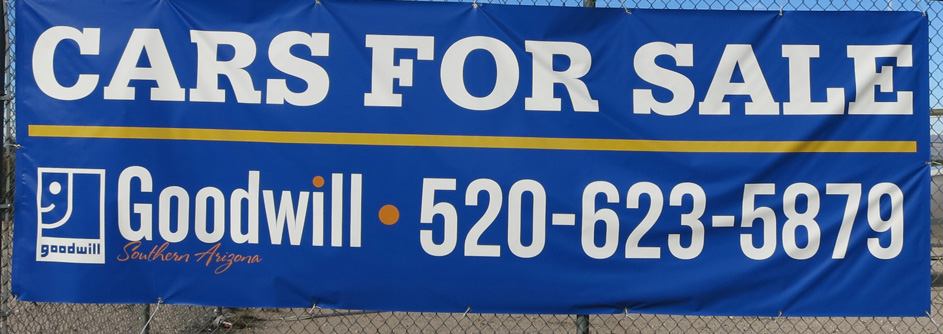 CARS FOR SALE
goodwill
Goodwill • 520-623-5879
Southern Arizona